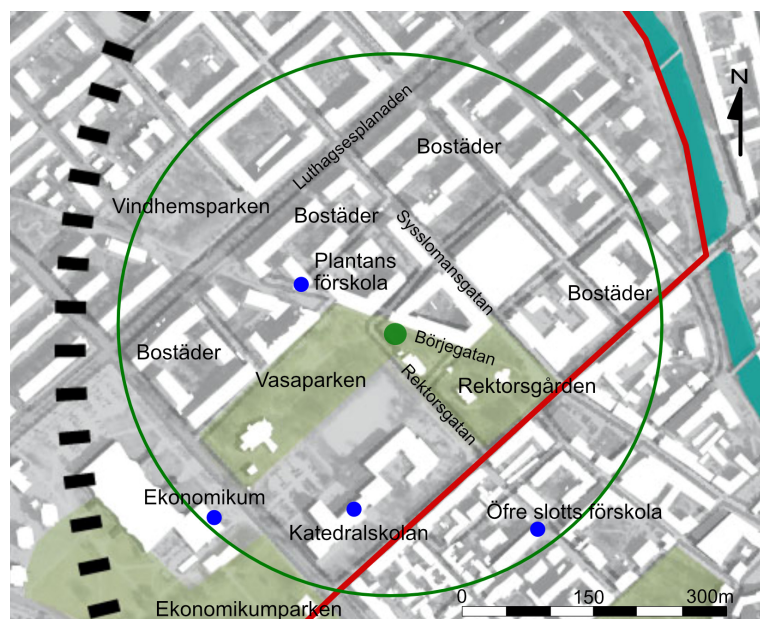 N
Luthagsesplanaden
Bostäder
Vindhemsparken
Bostäder
Sysslomansgatan
Plantans
förskola
Bostäder
Bostäder
Börjegatan
Vasaparken
Rektorsgatan
Rektorsgården
Ekonomikum
Katedralskolan
Öfre slotts förskola
Ekonomikumparken
0 150 300m